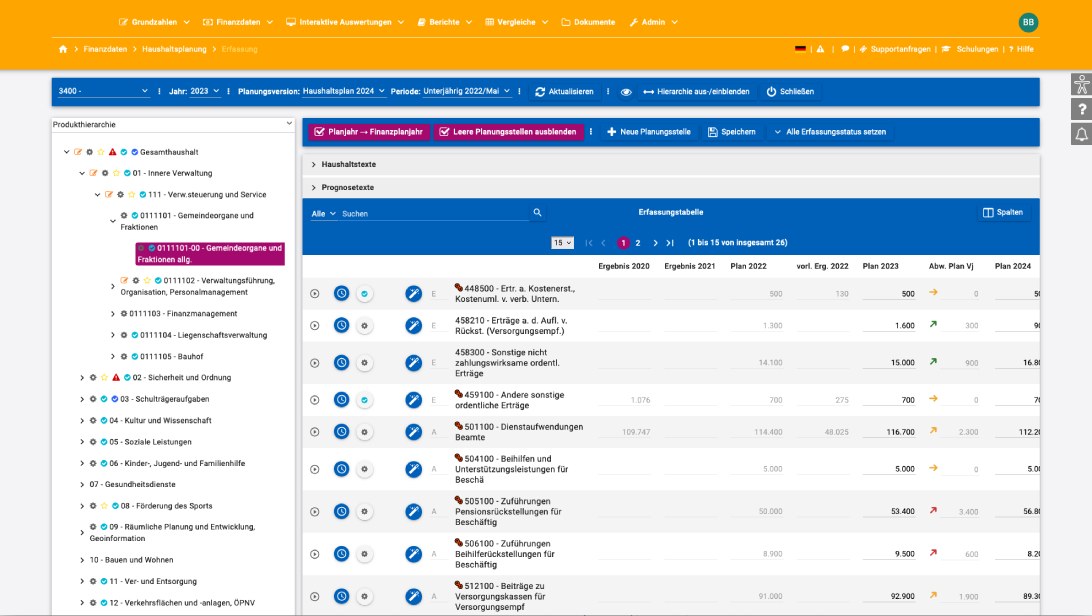 Grundzahlen Finanzdaten Interaktive Auswertungen Berichte Vergleiche Dokumente Admin BB
Finanzdaten Haushaltsplanung Erfassung Supportanfragen Schulungen ? Hilfe
3400 - Jahr: 2023 Planungsversion: Haushaltsplan 2024 Periode: Unterjährig 2022/Mai Aktualisieren Hierarchie aus-/einblenden Schließen
Produkthierarchie
Gesamthaushalt
01 - Innere Verwaltung
111 - Verw.steuerung und Service
0111101 - Gemeindeorgane und
Fraktionen
0111101-00 - Gemeindeorgane und
Fraktionen allg.
0111102 - Verwaltungsführung,
Organisation, Personalmanagement
0111103 - Finanzmanagement
0111104 - Liegenschaftsverwaltung
0111105 - Bauhof
02 - Sicherheit und Ordnung
03 - Schulträgeraufgaben
04 - Kultur und Wissenschaft
05 - Soziale Leistungen
06 - Kinder-, Jugend- und Familienhilfe
07 - Gesundheitsdienste
08 - Förderung des Sports
09 - Räumliche Planung und Entwicklung,
Geoinformation
10 - Bauen und Wohnen
11 - Ver- und Entsorgung
12 - Verkehrsflächen und -anlagen, ÖPNV
Planjahr → Finanzplanjahr Leere Planungsstellen ausblenden Neue Planungsstelle Speichern Alle Erfassungsstatus setzen
Haushaltstexte
Prognosetexte
Alle Suchen Erfassungstabelle Spalten
15 1 2 (1 bis 15 von insgesamt 26)
Ergebnis 2020 Ergebnis 2021 Plan 2022 vorl. Erg. 2022 Plan 2023 Abw. Plan Vj Plan 2024
E 448500 - Ertr. a. Kostenerst., 500 130 500 0
Kostenuml. v. verb. Untern.
E 458210 - Erträge a. d. Aufl. v. 1.300 1.600 300
Rückst. (Versorgungsempf.)
E 458300 - Sonstige nicht
zahlungswirksame ordentl. 14.100 15.000 900 16.80
Erträge
E 459100 - Andere sonstige 1.076 700 275 700 0
ordentliche Erträge
A 501100 - Dienstaufwendungen 109.747 114.400 48.025 116.700 2.300 112.20
Beamte
A 504100 - Beihilfen und
Unterstützungsleistungen für 5.000 5.000 0 5.00
Beschä
A 505100 - Zuführungen
Pensionsrückstellungen für 50.000 53.400 3.400 56.80
Beschäftig
A 506100 - Zuführungen
Beihilferückstellungen für 8.900 9.500 600 8.20
Beschäftig
A 512100 - Beiträge zu
Versorgungskassen für 91.000 92.900 1.900 89.30
Versorgungsempf